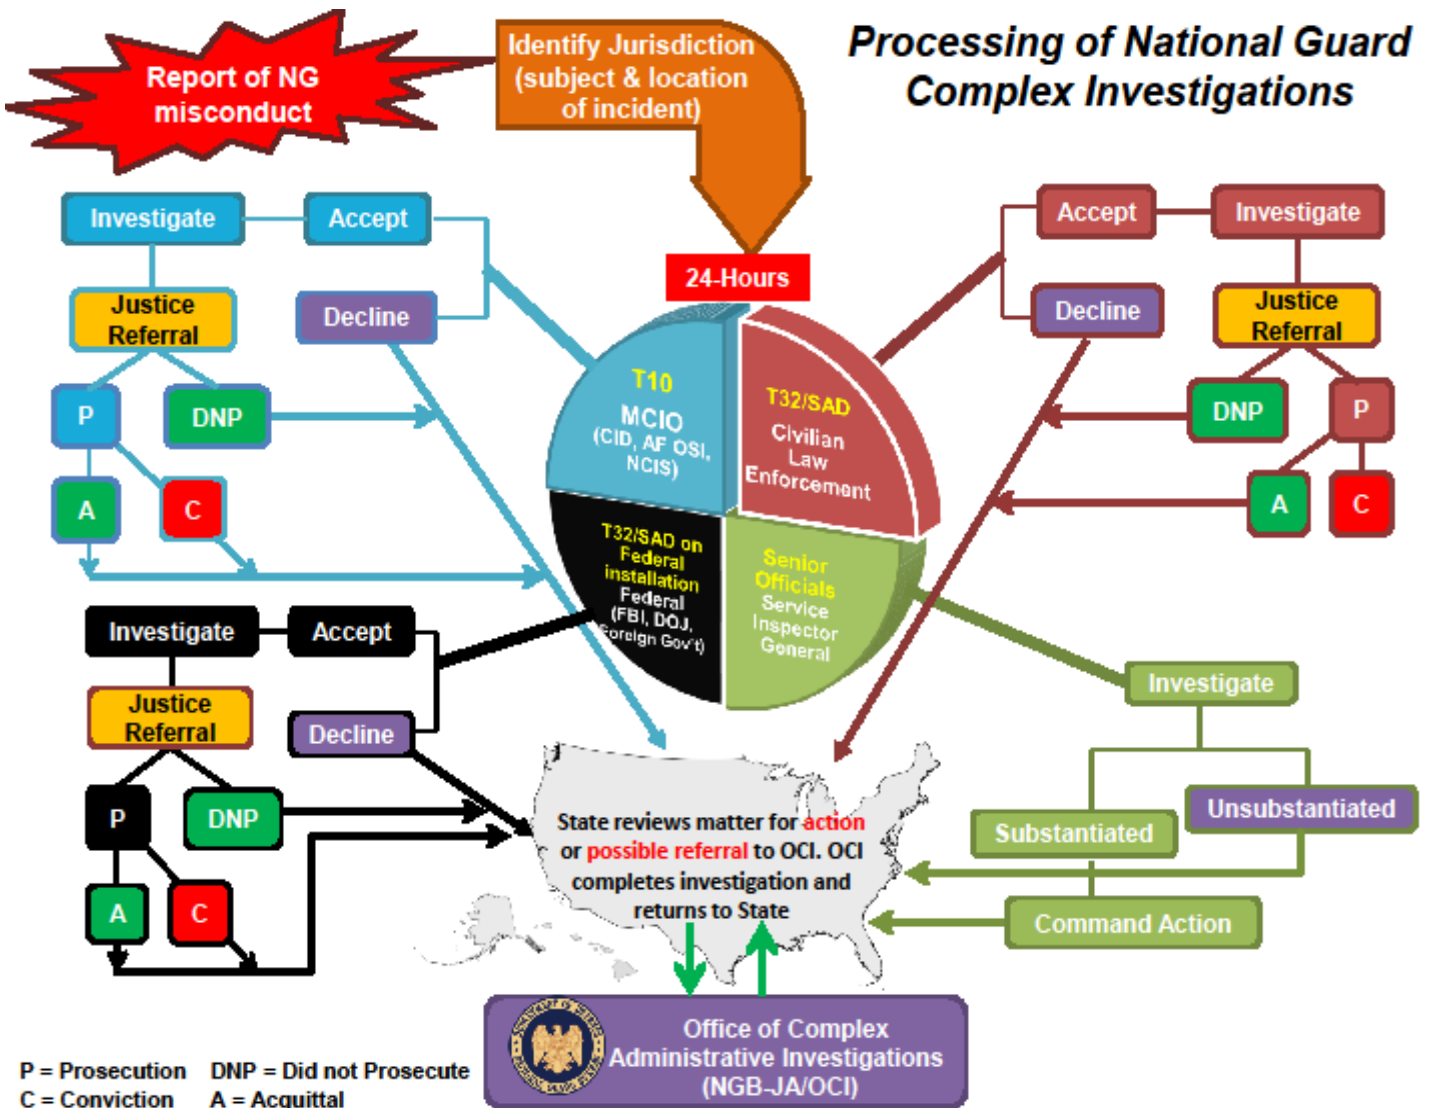 Processing of National Guard
Complex Investigations
Report of NG
misconduct
Identify Jurisdiction
(subject & location
of incident)
24-Hours
Investigate
Accept
Decline
Justice
Referral
P
DNP
A
C
Accept
Investigate
Decline
Justice
Referral
DNP
P
A
C
T10
MCIO
(CID, AF OSI,
NCIS)
T32/SAD
Civilian
Law
Enforcement
T32/SAD on
Federal
installation
Federal
(FBI, DOJ,
Foreign Gov't)
Senior
Officials
Service
Inspector
General
Investigate
Accept
Decline
Justice
Referral
P
DNP
A
C
Investigate
Substantiated
Unsubstantiated
Command Action
State reviews matter for action
or possible referral to OCI. OCI
completes investigation and
returns to State
Office of Complex
Administrative Investigations
(NGB-JA/OCI)
P = Prosecution DNP = Did not Prosecute
C = Conviction A = Acquittal